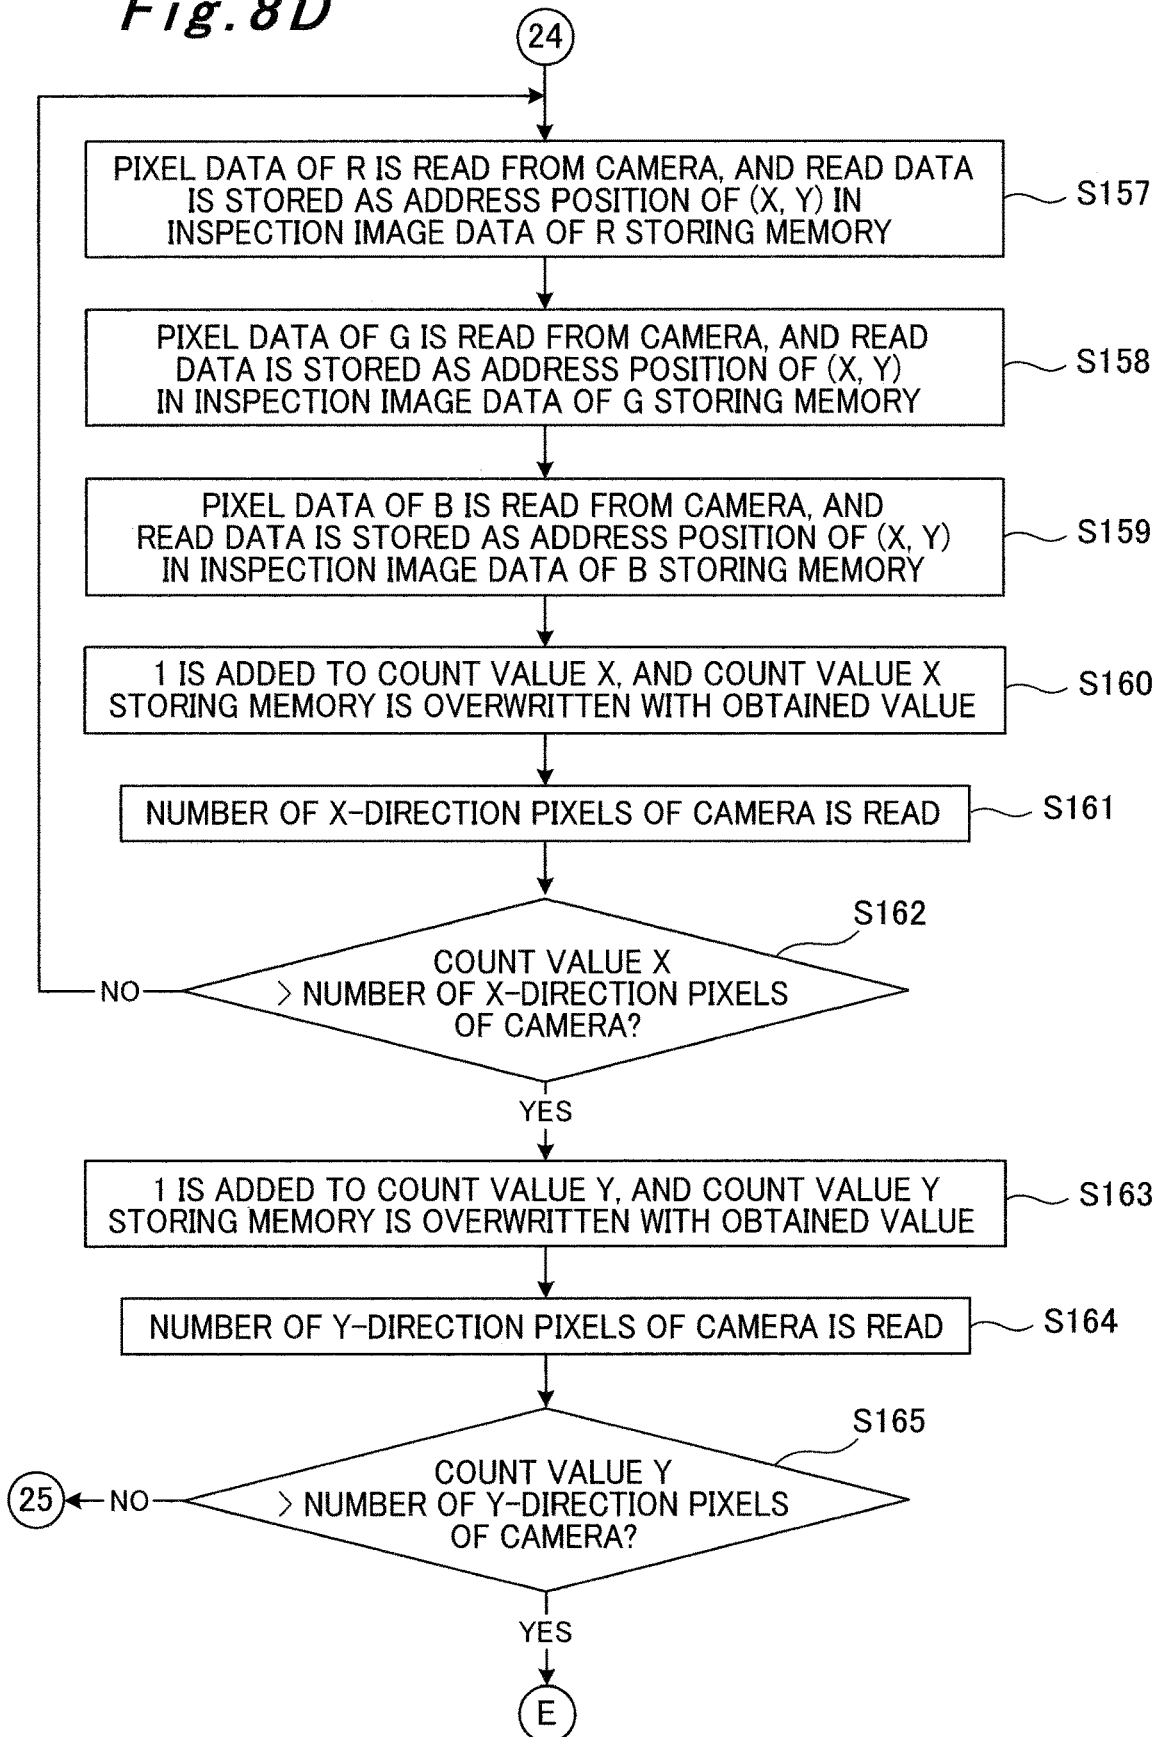 Fig. 8D
24
PIXEL DATA OF R IS READ FROM CAMERA, AND READ DATA
IS STORED AS ADDRESS POSITION OF (X, Y) IN
INSPECTION IMAGE DATA OF R STORING MEMORY
S157
PIXEL DATA OF G IS READ FROM CAMERA, AND READ
DATA IS STORED AS ADDRESS POSITION OF (X, Y)
IN INSPECTION IMAGE DATA OF G STORING MEMORY
S158
PIXEL DATA OF B IS READ FROM CAMERA, AND
READ DATA IS STORED AS ADDRESS POSITION OF (X, Y)
IN INSPECTION IMAGE DATA OF B STORING MEMORY
S159
1 IS ADDED TO COUNT VALUE X, AND COUNT VALUE X
STORING MEMORY IS OVERWRITTEN WITH OBTAINED VALUE
S160
NUMBER OF X-DIRECTION PIXELS OF CAMERA IS READ
S161
S162
COUNT VALUE X
> NUMBER OF X-DIRECTION PIXELS
OF CAMERA?
NO
YES
1 IS ADDED TO COUNT VALUE Y, AND COUNT VALUE Y
STORING MEMORY IS OVERWRITTEN WITH OBTAINED VALUE
S163
NUMBER OF Y-DIRECTION PIXELS OF CAMERA IS READ
S164
S165
COUNT VALUE Y
> NUMBER OF Y-DIRECTION PIXELS
OF CAMERA?
NO
25
YES
E